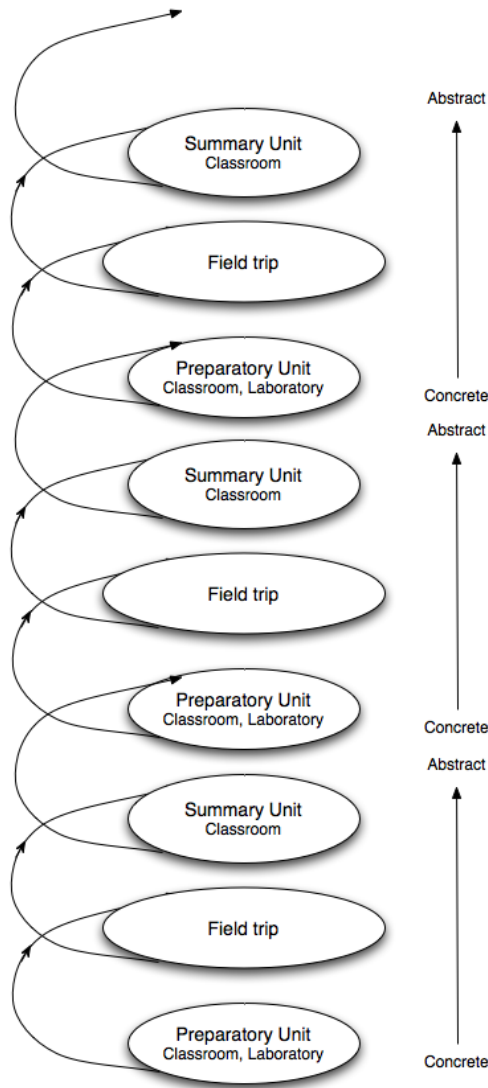 Abstract
Summary Unit
Classroom
Field trip
Preparatory Unit
Classroom, Laboratory
Concrete
Abstract
Summary Unit
Classroom
Field trip
Preparatory Unit
Classroom, Laboratory
Concrete
Abstract
Summary Unit
Classroom
Field trip
Preparatory Unit
Classroom, Laboratory
Concrete